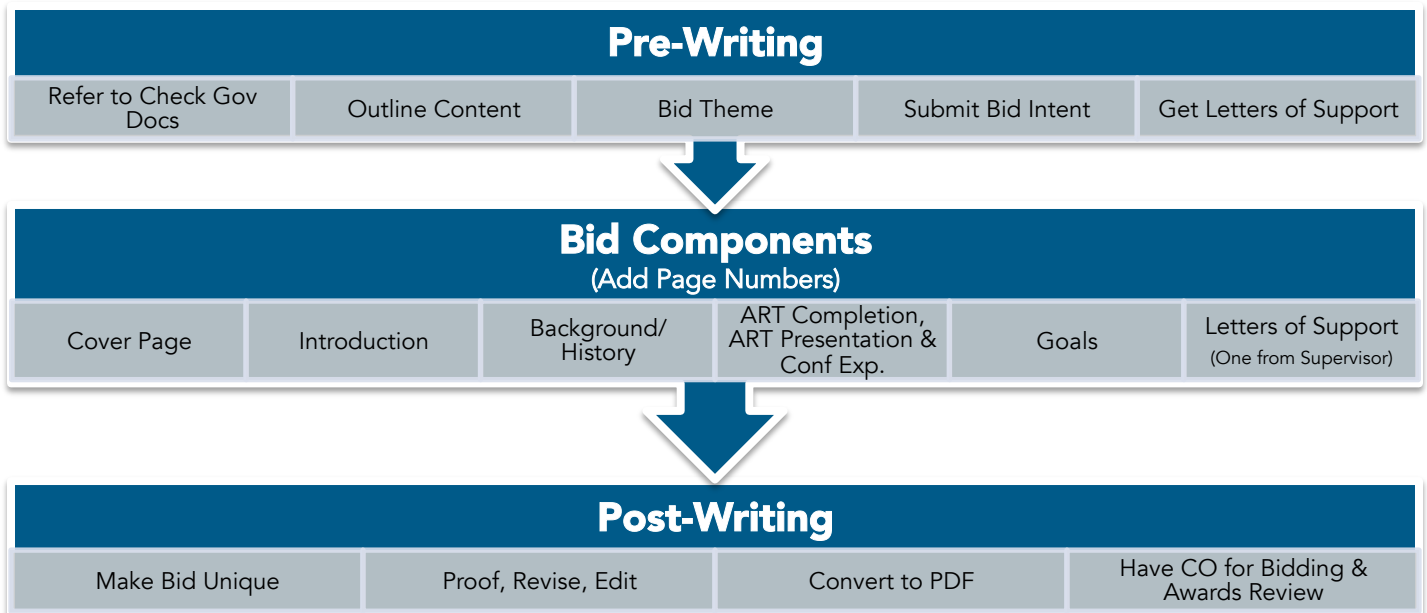 Pre-Writing
Refer to Check Gov
Docs
Outline Content
Bid Theme
Submit Bid Intent
Get Letters of Support
Bid Components
(Add Page Numbers)
Cover Page
Introduction
Background/
History
ART Completion,
ART Presentation &
Conf Exp.
Goals
Letters of Support
(One from Supervisor)
Post-Writing
Make Bid Unique
Proof, Revise, Edit
Convert to PDF
Have CO for Bidding &
Awards Review